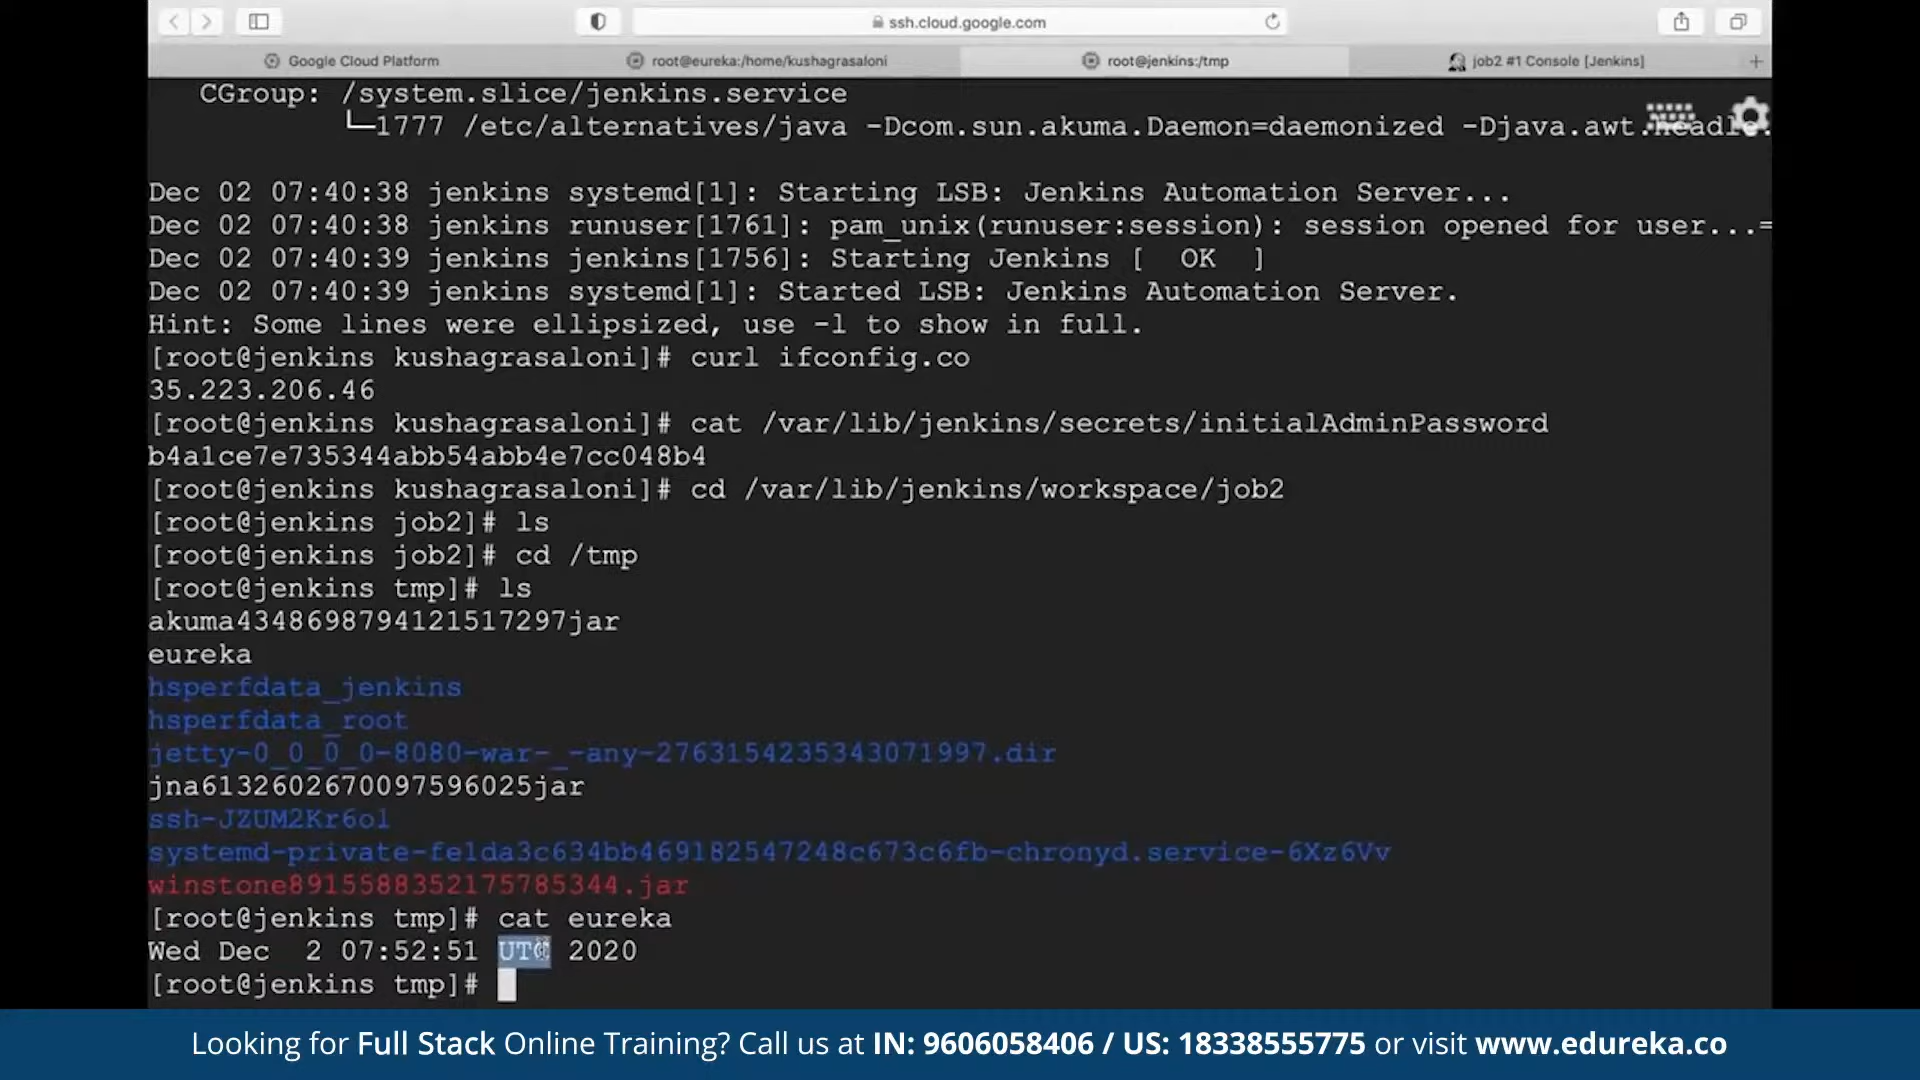 ssh.cloud.google.com
Google Cloud Platform
root@eureka:/home/kushagrasaloni
root@jenkins:/tmp
job2 #1 Console [Jenkins]
CGroup: /system.slice/jenkins.service
└─1777 /etc/alternatives/java -Dcom.sun.akuma.Daemon=daemonized -Djava.awt.headle.
Dec 02 07:40:38 jenkins systemd[1]: Starting LSB: Jenkins Automation Server...
Dec 02 07:40:38 jenkins runuser[1761]: pam_unix(runuser:session): session opened for user...=
Dec 02 07:40:39 jenkins jenkins[1756]: Starting Jenkins [  OK  ]
Dec 02 07:40:39 jenkins systemd[1]: Started LSB: Jenkins Automation Server.
Hint: Some lines were ellipsized, use -l to show in full.
[root@jenkins kushagrasaloni]# curl ifconfig.co
35.223.206.46
[root@jenkins kushagrasaloni]# cat /var/lib/jenkins/secrets/initialAdminPassword
b4a1ce7e735344abb54abb4e7cc048b4
[root@jenkins kushagrasaloni]# cd /var/lib/jenkins/workspace/job2
[root@jenkins job2]# ls
[root@jenkins job2]# cd /tmp
[root@jenkins tmp]# ls
akuma4348698794121517297jar
eureka
hsperfdata_jenkins
hsperfdata_root
jetty-0_0_0_0-8080-war-_-any-2763154235343071997.dir
jna6132602670097596025jar
ssh-JZUM2Kr6ol
systemd-private-fe1da3c634bb469182547248c673c6fb-chronyd.service-6Xz6Vv
winstone8915588352175785344.jar
[root@jenkins tmp]# cat eureka
Wed Dec  2 07:52:51 UTC 2020
[root@jenkins tmp]#
Looking for Full Stack Online Training? Call us at IN: 9606058406 / US: 18338555775 or visit www.edureka.co